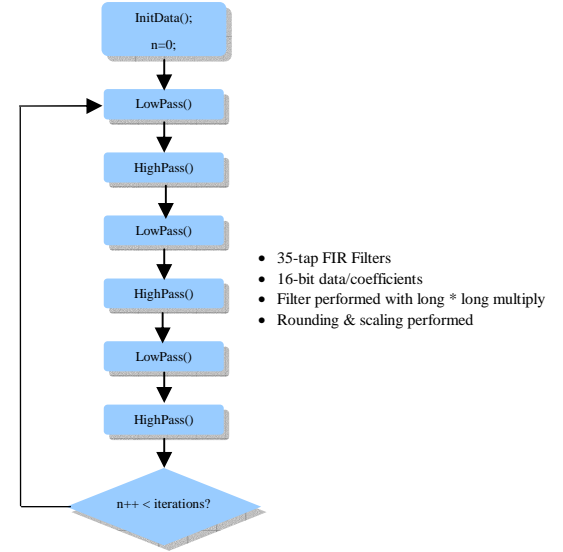 InitData();
n=0;
LowPass()
HighPass()
LowPass()
HighPass()
LowPass()
HighPass()
n++ < iterations?
• 35-tap FIR Filters
• 16-bit data/coefficients
• Filter performed with long * long multiply
• Rounding & scaling performed